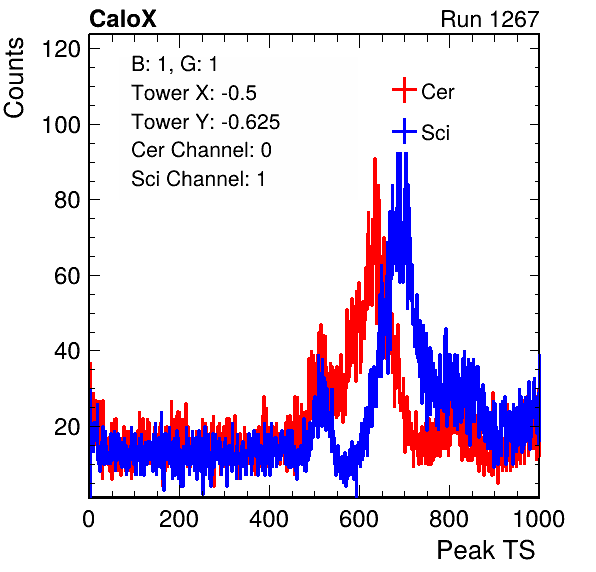 CaloX Run 1267
Counts
120
100
80
60
40
20
B: 1, G: 1
Tower X: -0.5
Tower Y: -0.625
Cer Channel: 0
Sci Channel: 1
Cer
Sci
0 200 400 600 800 1000
Peak TS